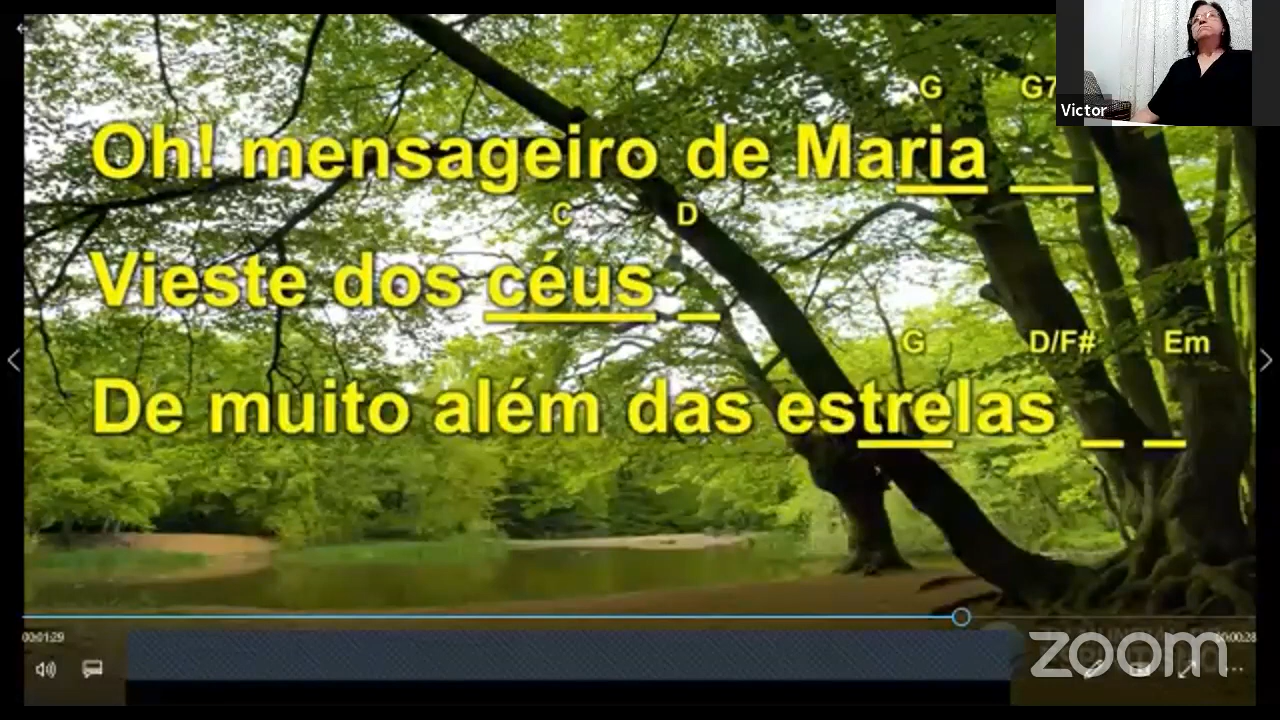 G G7
Victor
Oh! mensageiro de Maria __
C D
Vieste dos céus _
G D/F# Em
De muito além das estrelas _ _
00:01:29
00:00:28
zoom